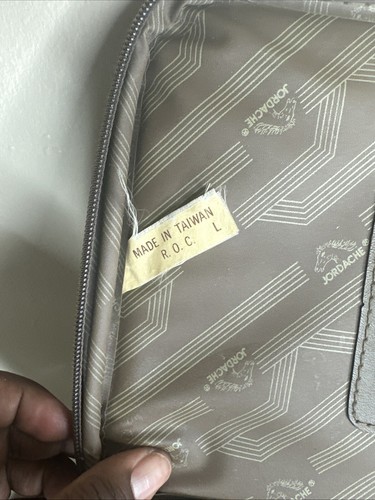 JORDACHE
®
MADE IN TAIWAN
R. O. C. L
JORDACHE
JORDACHE
JORDACHE